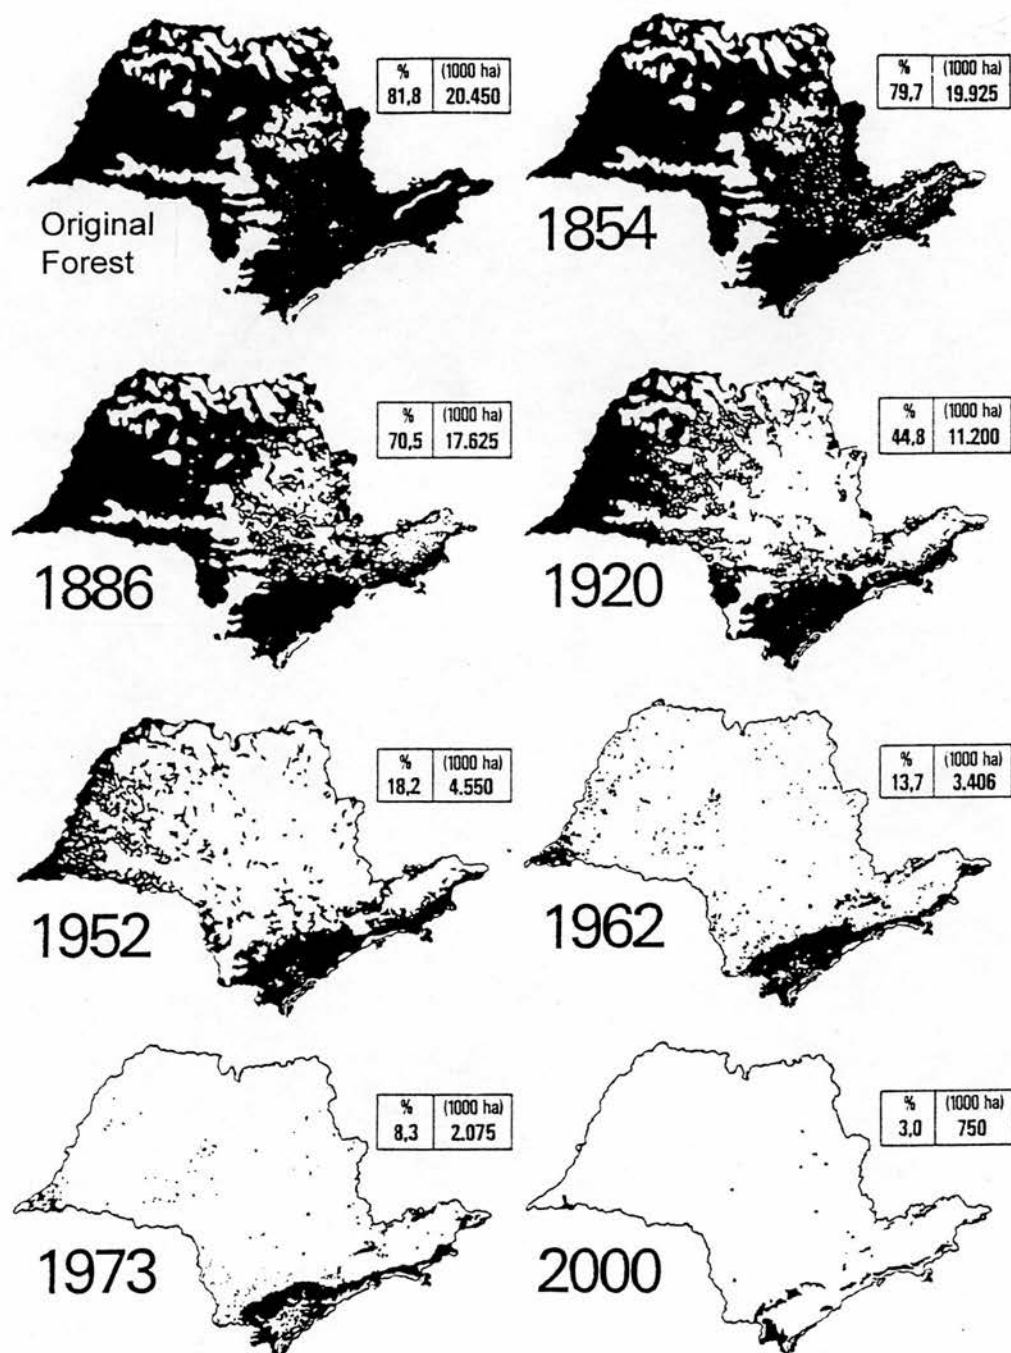 % (1000 ha)
81,8 20.450
Original
Forest
% (1000 ha)
79,7 19.925
1854
% (1000 ha)
70,5 17.625
1886
% (1000 ha)
44,8 11.200
1920
% (1000 ha)
18,2 4.550
1952
% (1000 ha)
13,7 3.406
1962
% (1000 ha)
8,3 2.075
1973
% (1000 ha)
3,0 750
2000